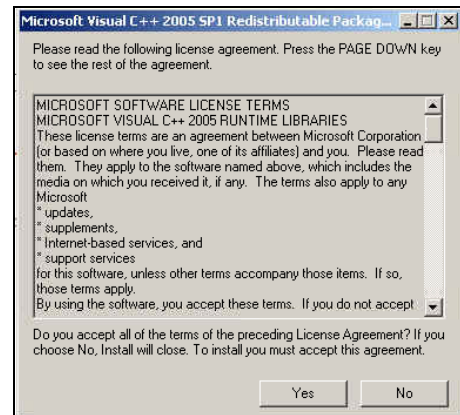 Microsoft Visual C++ 2005 SP1 Redistributable Packag...
Please read the following license agreement. Press the PAGE DOWN key
to see the rest of the agreement.
MICROSOFT SOFTWARE LICENSE TERMS
MICROSOFT VISUAL C++ 2005 RUNTIME LIBRARIES
These license terms are an agreement between Microsoft Corporation
(or based on where you live, one of its affiliates) and you. Please read
them. They apply to the software named above, which includes the
media on which you received it, if any. The terms also apply to any
Microsoft
* updates,
* supplements,
* Internet-based services, and
* support services
for this software, unless other terms accompany those items. If so,
those terms apply.
By using the software, you accept these terms. If you do not accept
Do you accept all of the terms of the preceding License Agreement? If you
choose No, Install will close. To install you must accept this agreement.
Yes No